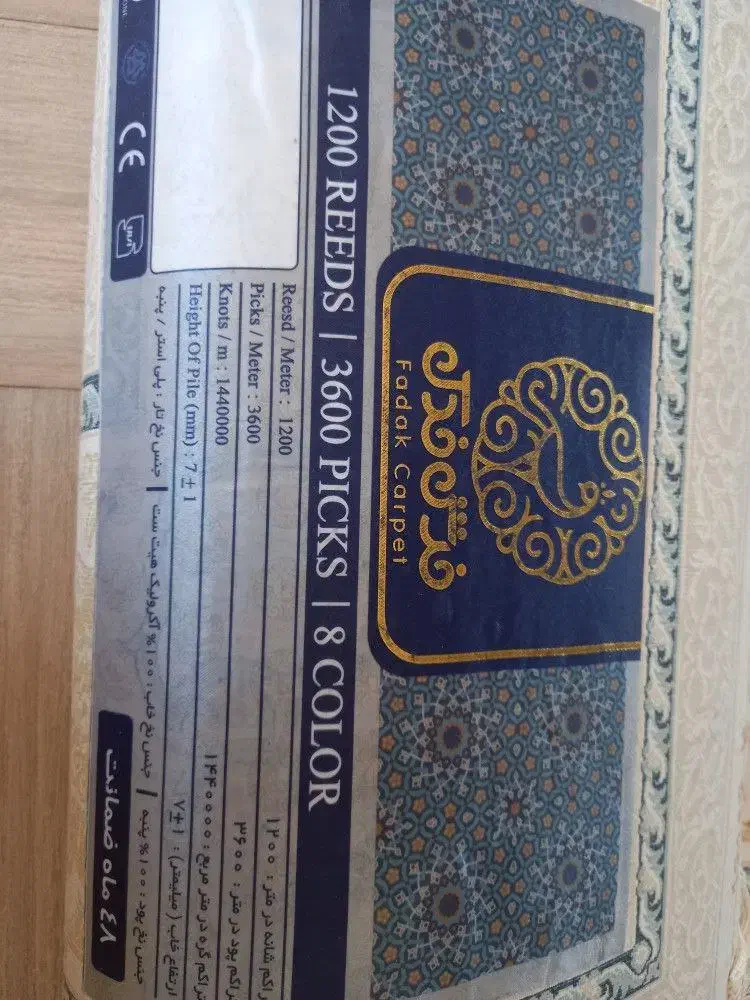 فرش فدک
Fadak Carpet
1200 REEDS | 3600 PICKS | 8 COLOR
Reesd / Meter : 1200
تراکم شانه در متر : ۱۲۰۰
Picks / Meter : 3600
تراکم پود در متر : ۳۶۰۰
Knots / m : 1440000
تراکم گره در متر مربع : ۱۴۴۰۰۰۰
Height Of Pile (mm) : 7 ± 1
ارتفاع خاب (میلیمتر) : ۷±۱
جنس نخ تار : پلی استر / پنبه | جنس نخ خاب : ۱۰۰% آکرولیک هیت ست | جنس نخ پود : ۱۰۰% پنبه
CE
۴۸ ماه ضمانت